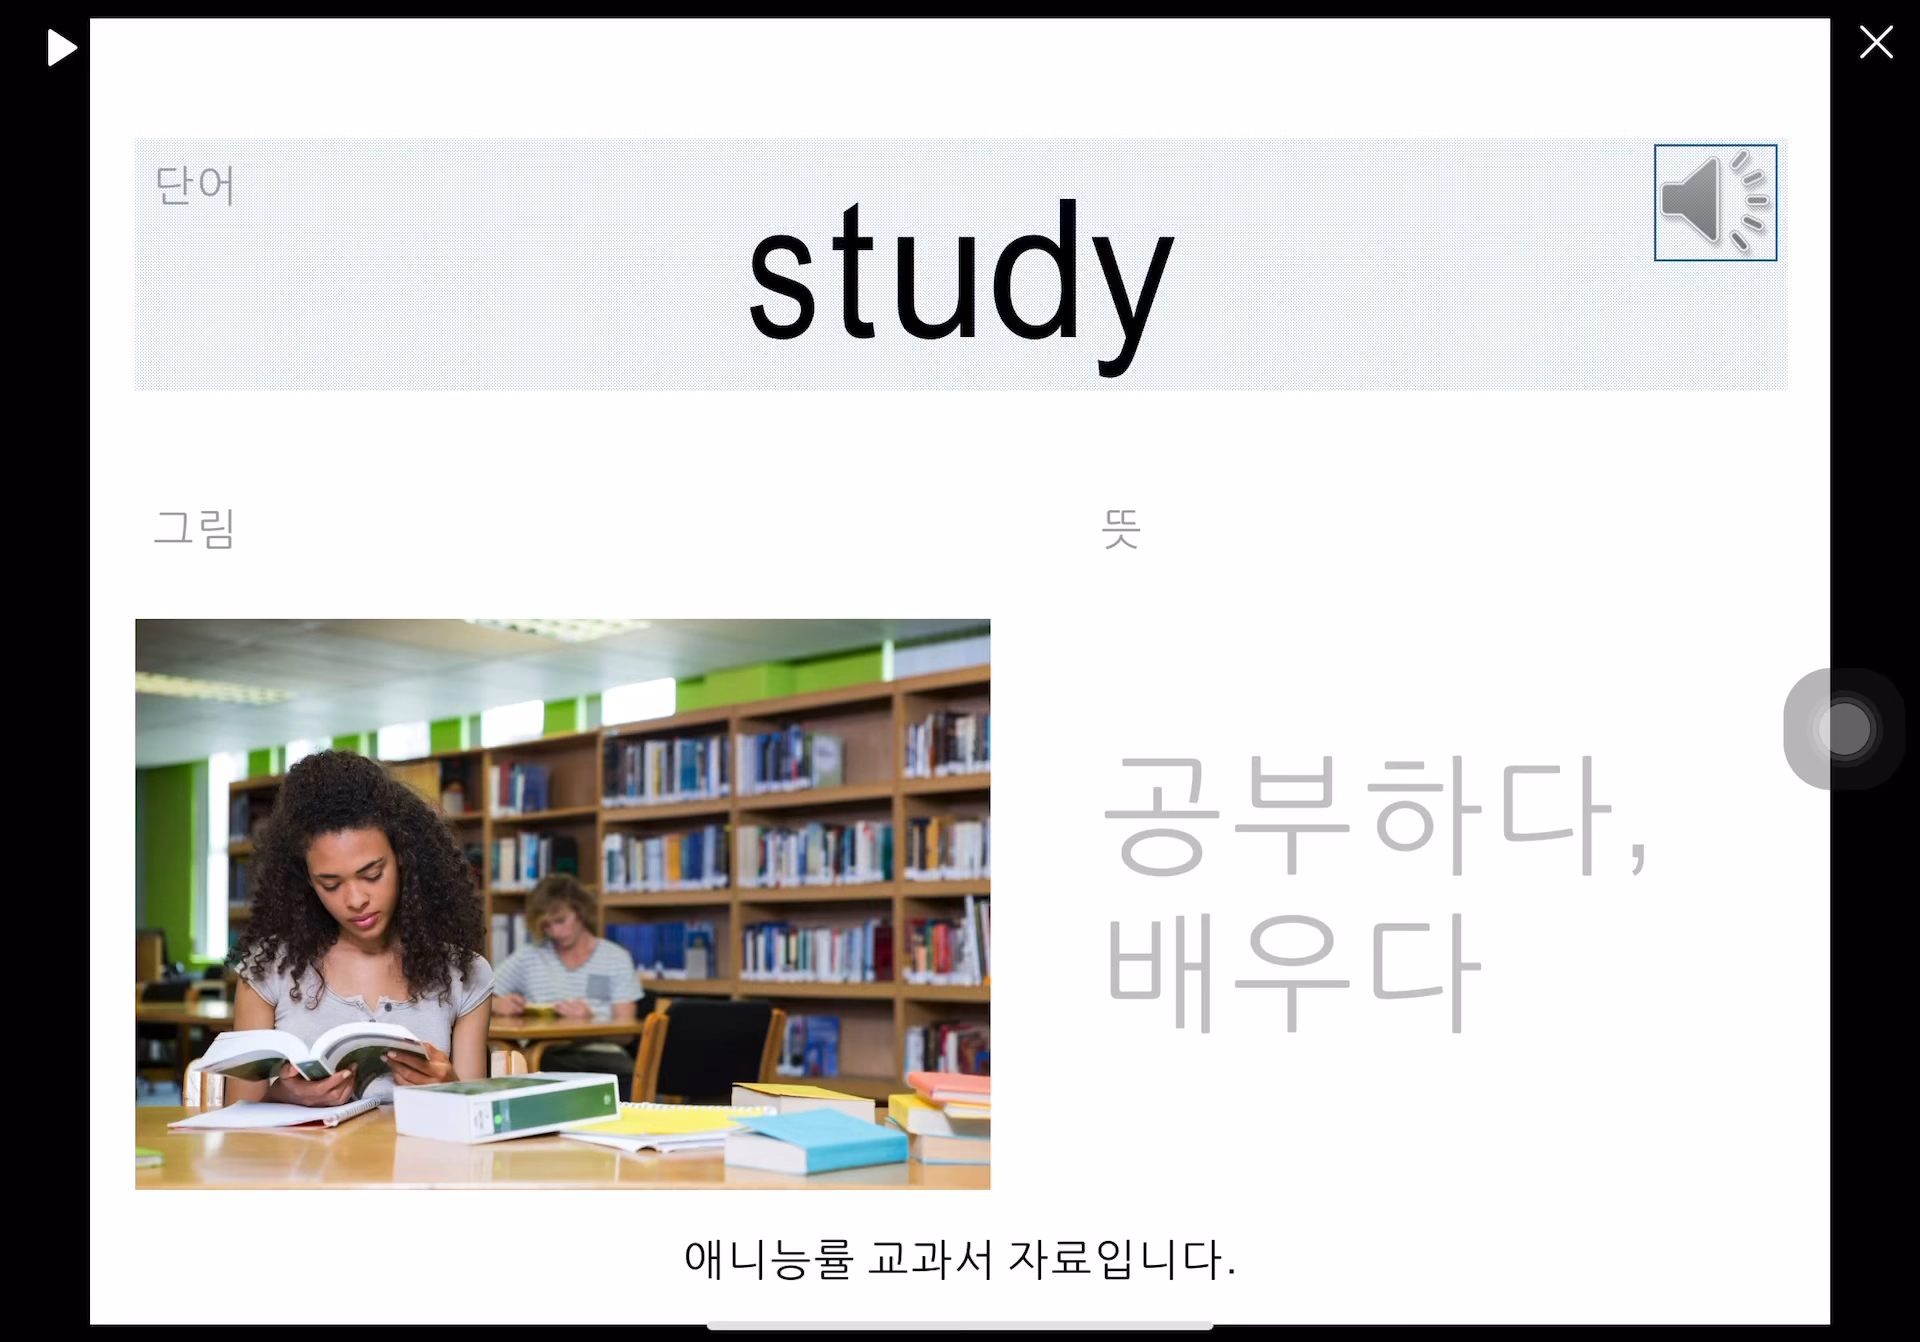 단어
study
그림
뜻
공부하다,
배우다
애니능률 교과서 자료입니다.